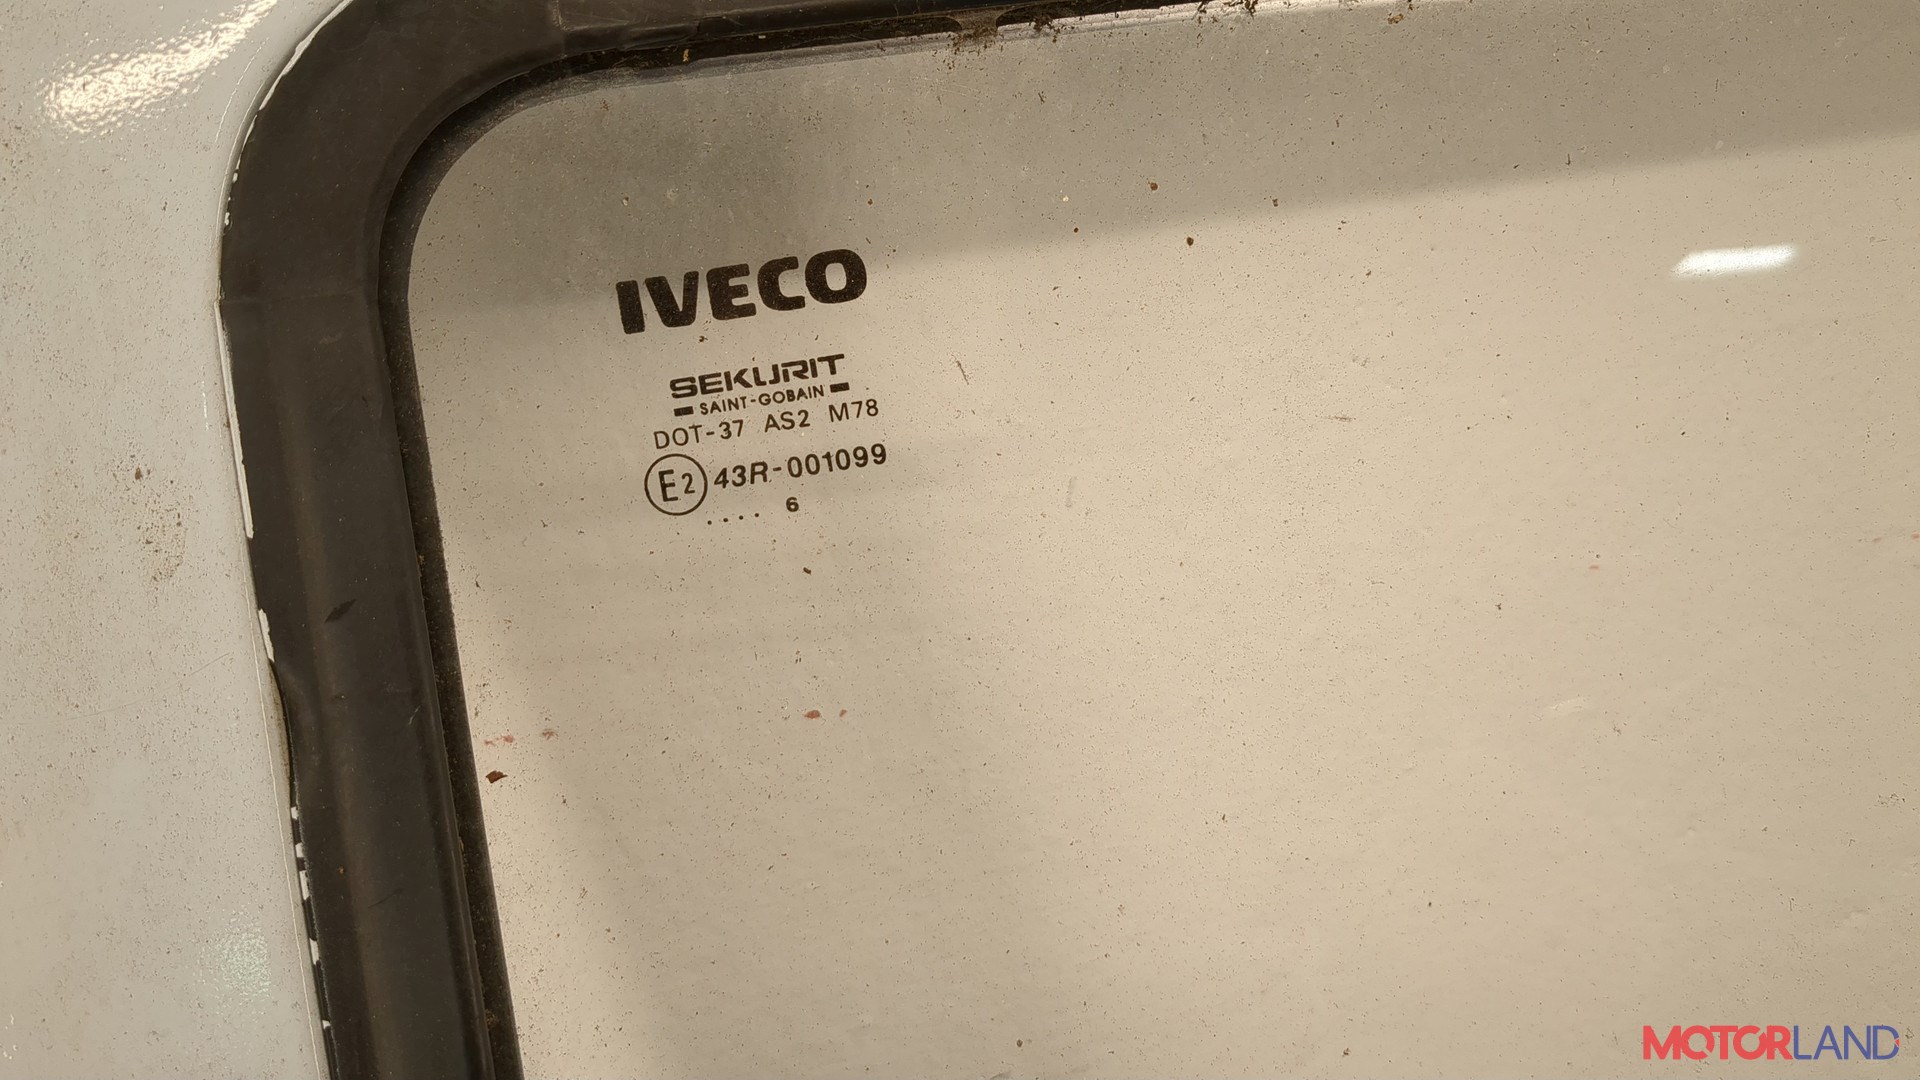 IVECO
SEKURIT
SAINT-GOBAIN
DOT-37 AS2 M78
E2 43R-001099
.... 6
MOTORLAND